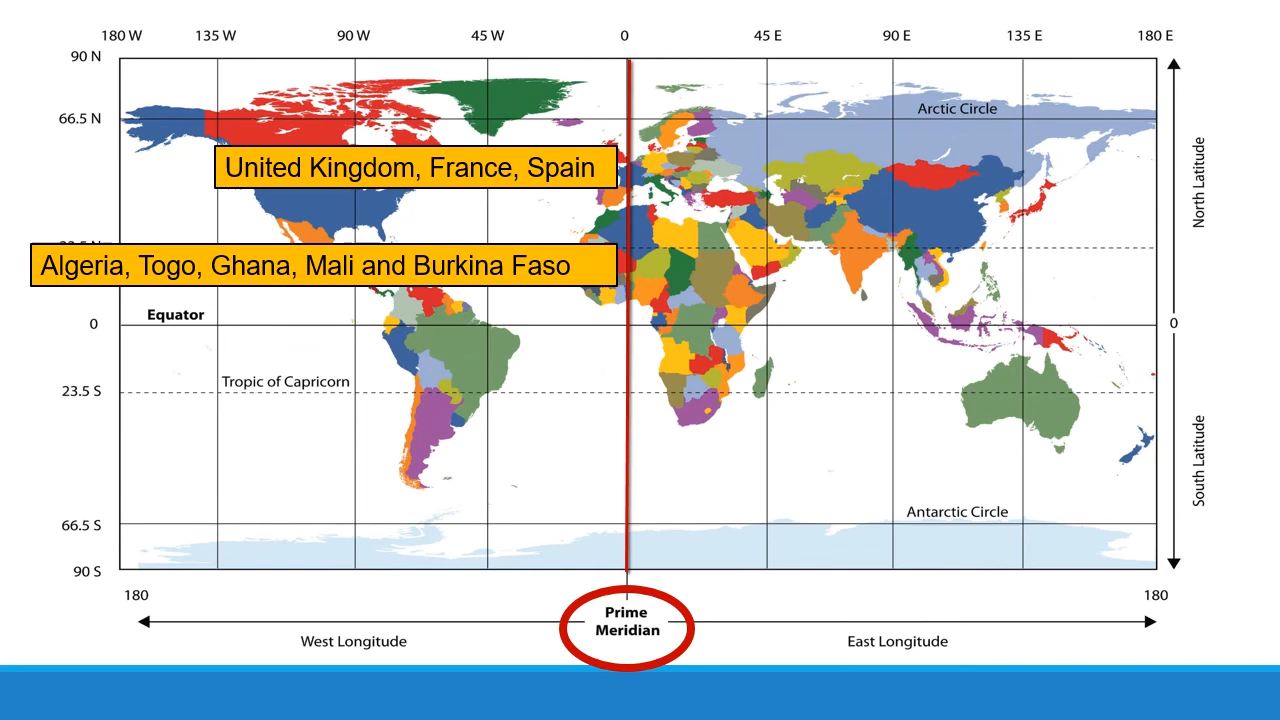 180 W 135 W 90 W 45 W 0 45 E 90 E 135 E 180 E
90 N
Arctic Circle
66.5 N
United Kingdom, France, Spain
North Latitude
Algeria, Togo, Ghana, Mali and Burkina Faso
Equator
0 0
Tropic of Capricorn
23.5 S
South Latitude
Antarctic Circle
66.5 S
90 S
180 180
Prime
Meridian
West Longitude East Longitude